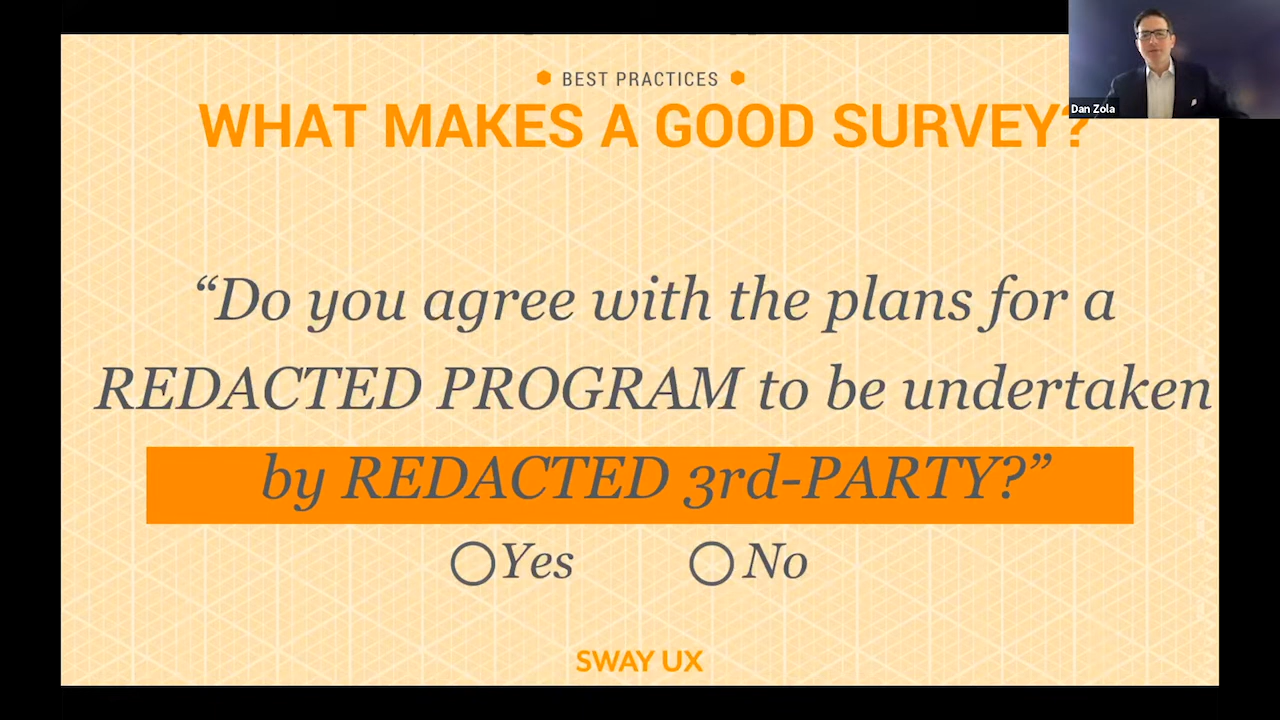 BEST PRACTICES
WHAT MAKES A GOOD SURVEY?
Dan Zola
“Do you agree with the plans for a
REDACTED PROGRAM to be undertaken
by REDACTED 3rd-PARTY?”
Yes No
SWAY UX